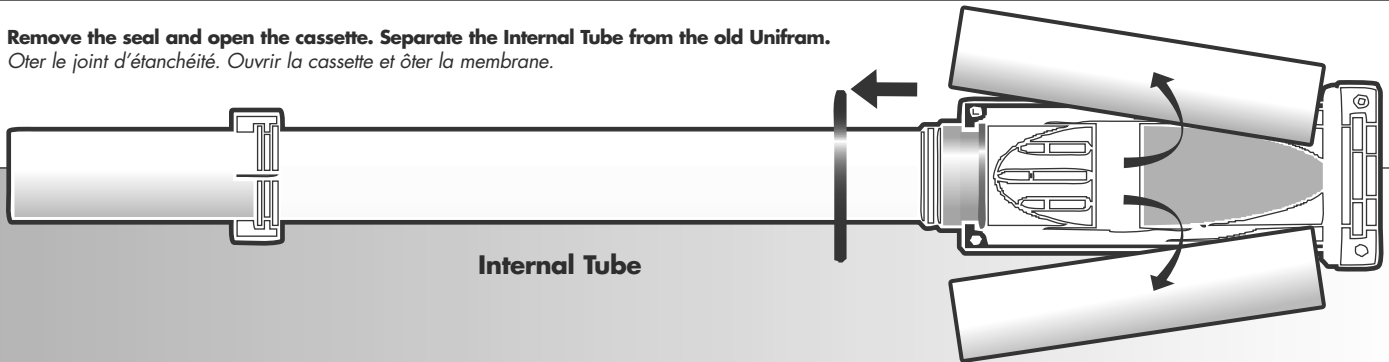 Remove the seal and open the cassette. Separate the Internal Tube from the old Unifram.
Oter le joint d'étanchéité. Ouvrir la cassette et ôter la membrane.
Internal Tube